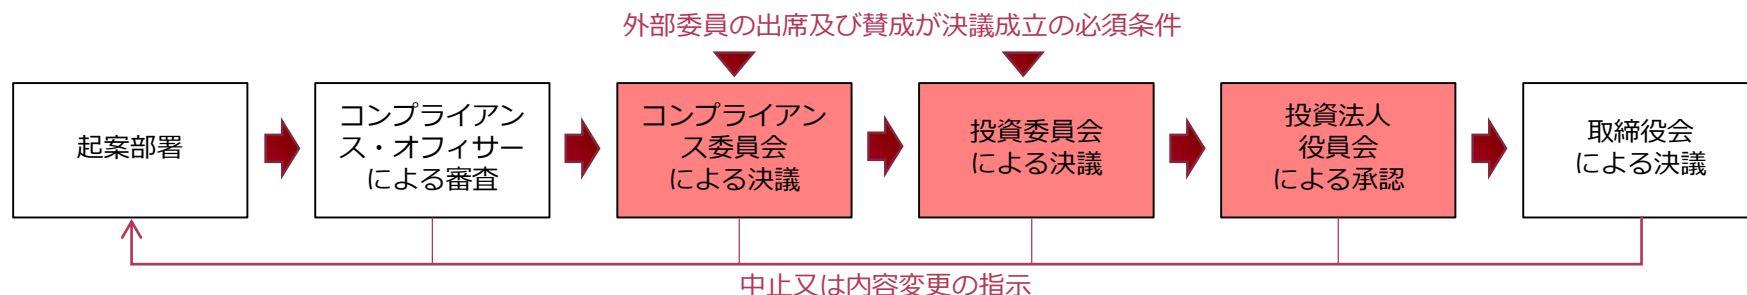 外部委員の出席及び賛成が決議成立の必須条件
起案部署
コンプライアン
ス・オフィサー
による審査
コンプライアン
ス委員会
による決議
投資委員会
による決議
投資法人
役員会
による承認
取締役会
による決議
中止又は内容変更の指示